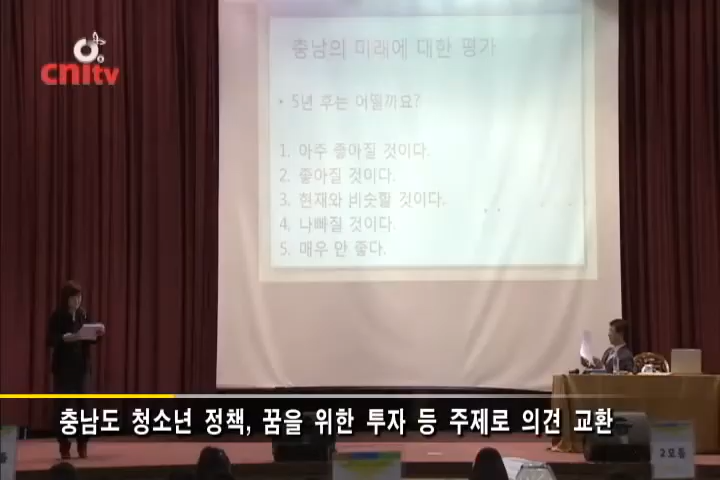 cnitv
충남의 미래에 대한 평가
• 5년 후는 어떨까요?
1. 아주 좋아질 것이다.
2. 좋아질 것이다.
3. 현재와 비슷할 것이다.
4. 나빠질 것이다.
5. 매우 안 좋다.
충남도 청소년 정책, 꿈을 위한 투자 등 주제로 의견 교환
2모둠